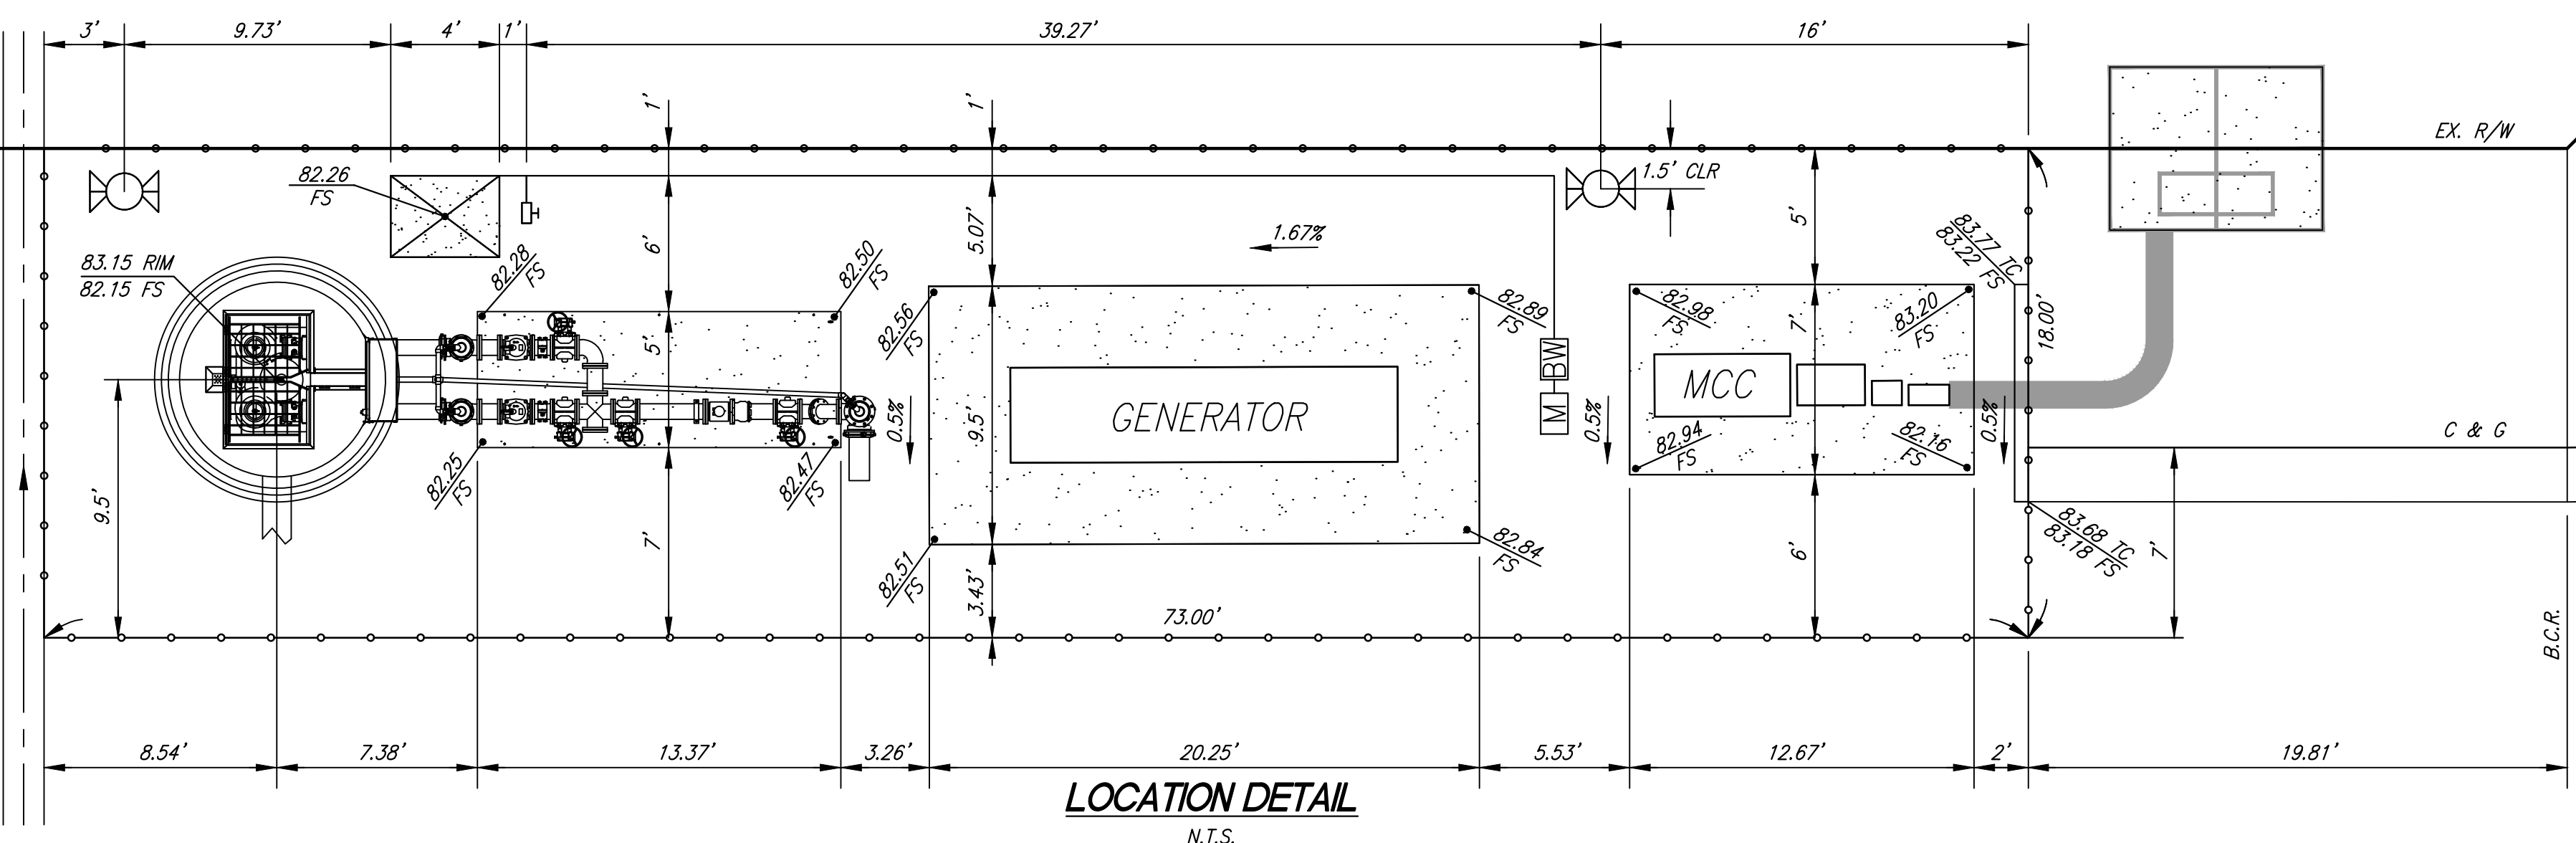 3'
9.73'
4'
1'
39.27'
16'
1'
1'
EX. R/W
1.5' CLR
82.26
FS
83.15 RIM
82.15 FS
82.28
FS
82.50
FS
6'
5.07'
1.67%
5'
83.77 TC
83.22 FS
82.56
FS
82.89
FS
82.98
FS
83.20
FS
18.00'
5'
7'
BW
MCC
GENERATOR
9.5'
M
0.5%
0.5%
0.5%
C & G
82.94
FS
82.16
FS
82.25
FS
82.47
FS
9.5'
7'
82.51
FS
82.84
FS
83.68 TC
83.18 FS
7'
6'
3.43'
73.00'
B.C.R.
8.54'
7.38'
13.37'
3.26'
20.25'
5.53'
12.67'
2'
19.81'
LOCATION DETAIL
N.T.S.